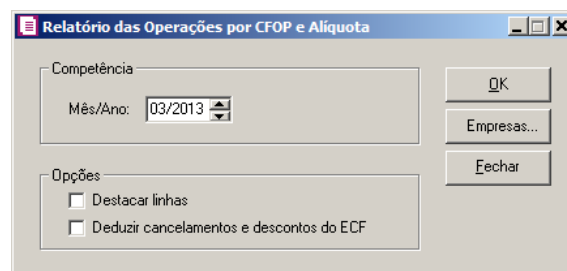 Relatório das Operações por CFOP e Alíquota
Competência
Mês/Ano: 03/2013
OK
Empresas...
Fechar
Opções
Destacar linhas
Deduzir cancelamentos e descontos do ECF